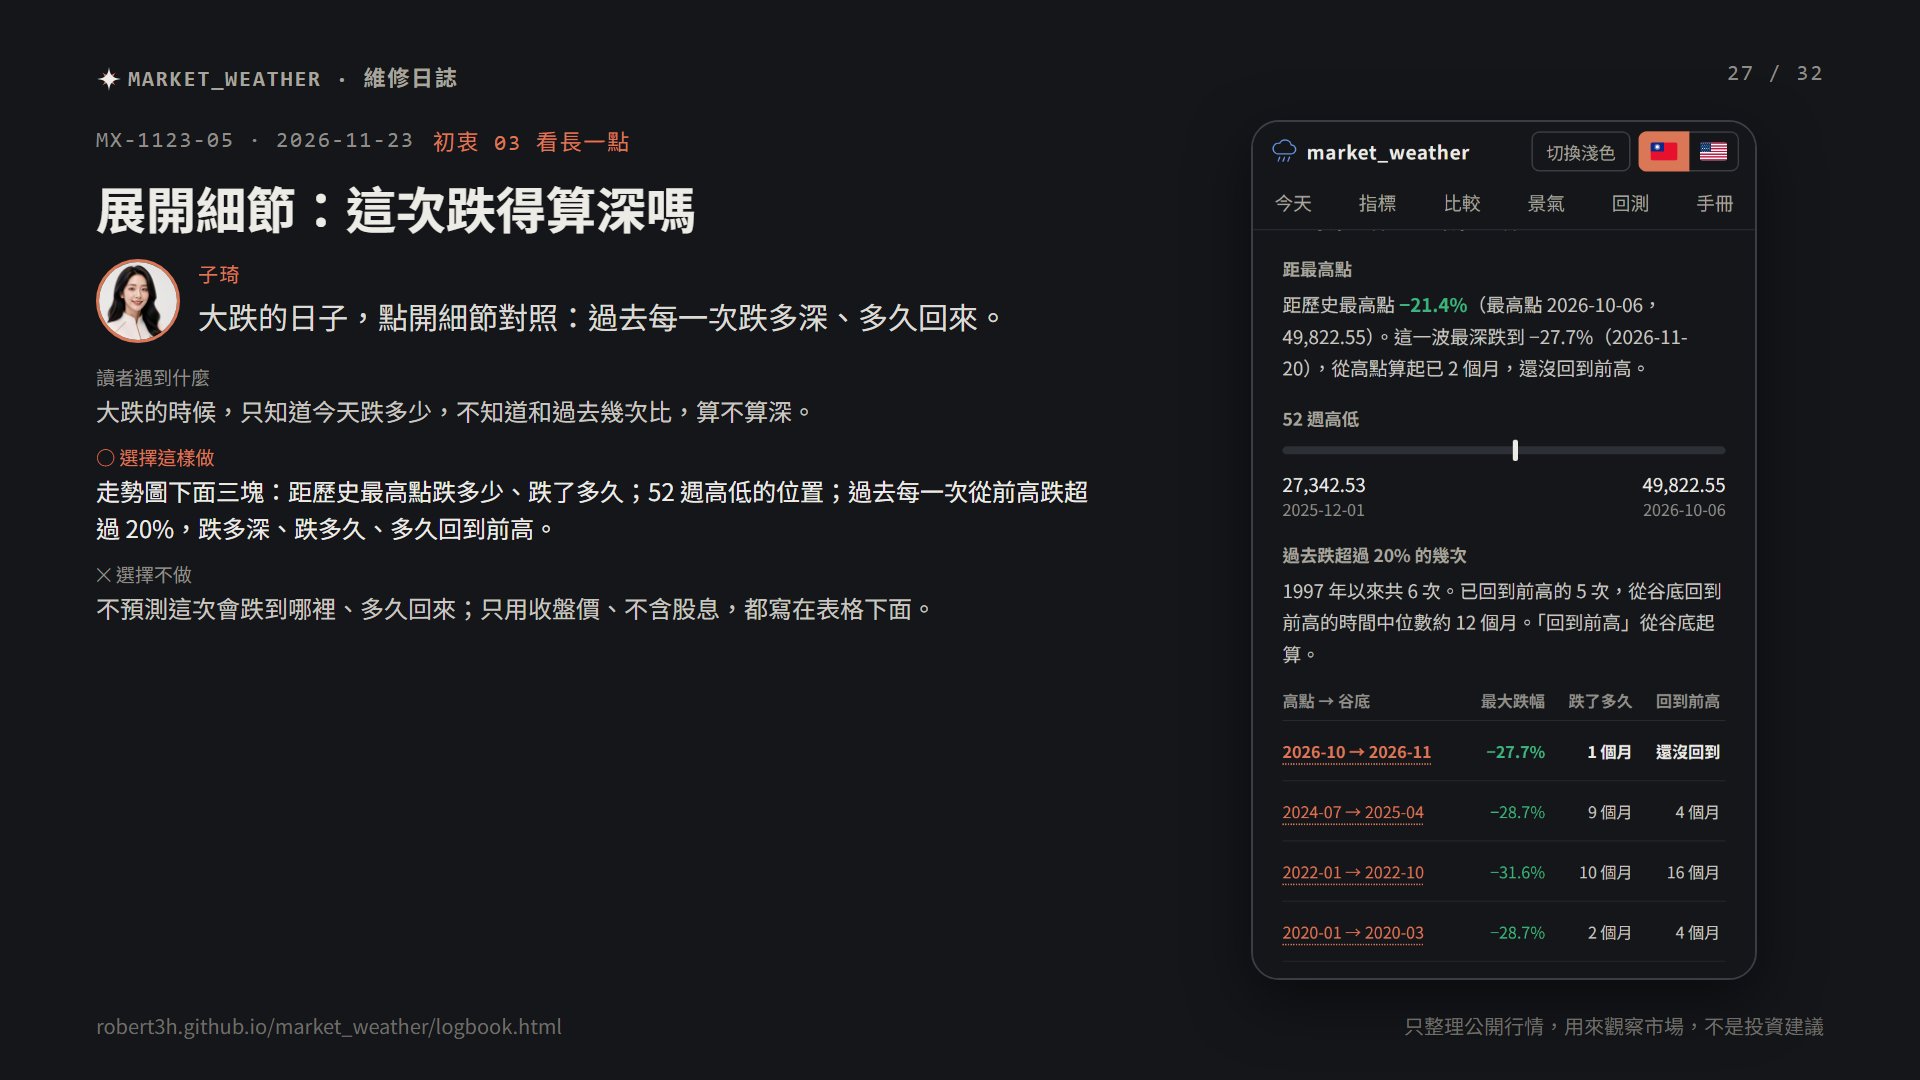 MARKET_WEATHER · 維修日誌
27 / 32
MX-1123-05 · 2026-11-23 初衷 03 看長一點
展開細節：這次跌得算深嗎
子琦
大跌的日子，點開細節對照：過去每一次跌多深、多久回來。
讀者遇到什麼
大跌的時候，只知道今天跌多少，不知道和過去幾次比，算不算深。
○ 選擇這樣做
走勢圖下面三塊：距歷史最高點跌多少、跌了多久；52 週高低的位置；過去每一次從前高跌超
過 20%，跌多深、跌多久、多久回到前高。
× 選擇不做
不預測這次會跌到哪裡、多久回來；只用收盤價、不含股息，都寫在表格下面。
market_weather
切換淺色
今天 指標 比較 景氣 回測 手冊
距最高點
距歷史最高點 −21.4%（最高點 2026-10-06，
49,822.55）。這一波最深跌到 −27.7%（2026-11-
20），從高點算起已 2 個月，還沒回到前高。
52 週高低
27,342.53 49,822.55
2025-12-01 2026-10-06
過去跌超過 20% 的幾次
1997 年以來共 6 次。已回到前高的 5 次，從谷底回到
前高的時間中位數約 12 個月。「回到前高」從谷底起
算。
高點 → 谷底 最大跌幅 跌了多久 回到前高
2026-10 → 2026-11 −27.7% 1 個月 還沒回到
2024-07 → 2025-04 −28.7% 9 個月 4 個月
2022-01 → 2022-10 −31.6% 10 個月 16 個月
2020-01 → 2020-03 −28.7% 2 個月 4 個月
robert3h.github.io/market_weather/logbook.html
只整理公開行情，用來觀察市場，不是投資建議